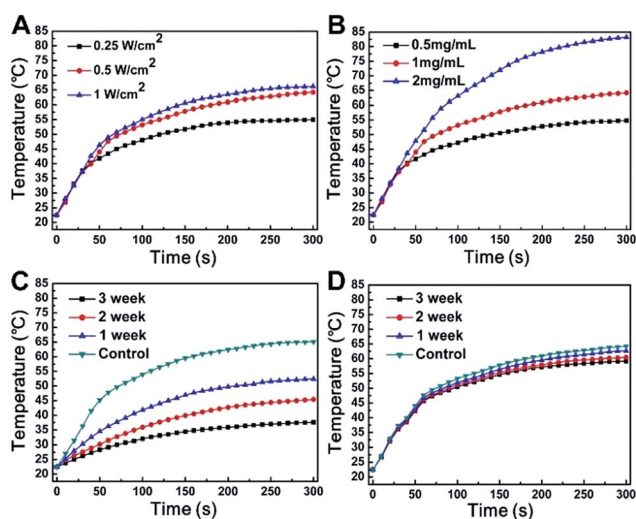 A
0.25 W/cm²
0.5 W/cm²
1 W/cm²
Temperature (°C)
85
80
75
70
65
60
55
50
45
40
35
30
25
20
0 50 100 150 200 250 300
Time (s)
B
0.5mg/mL
1mg/mL
2mg/mL
Temperature (°C)
85
80
75
70
65
60
55
50
45
40
35
30
25
20
0 50 100 150 200 250 300
Time (s)
C
3 week
2 week
1 week
Control
Temperature (°C)
85
80
75
70
65
60
55
50
45
40
35
30
25
20
0 50 100 150 200 250 300
Time (s)
D
3 week
2 week
1 week
Control
Temperature (°C)
85
80
75
70
65
60
55
50
45
40
35
30
25
20
0 50 100 150 200 250 300
Time (s)